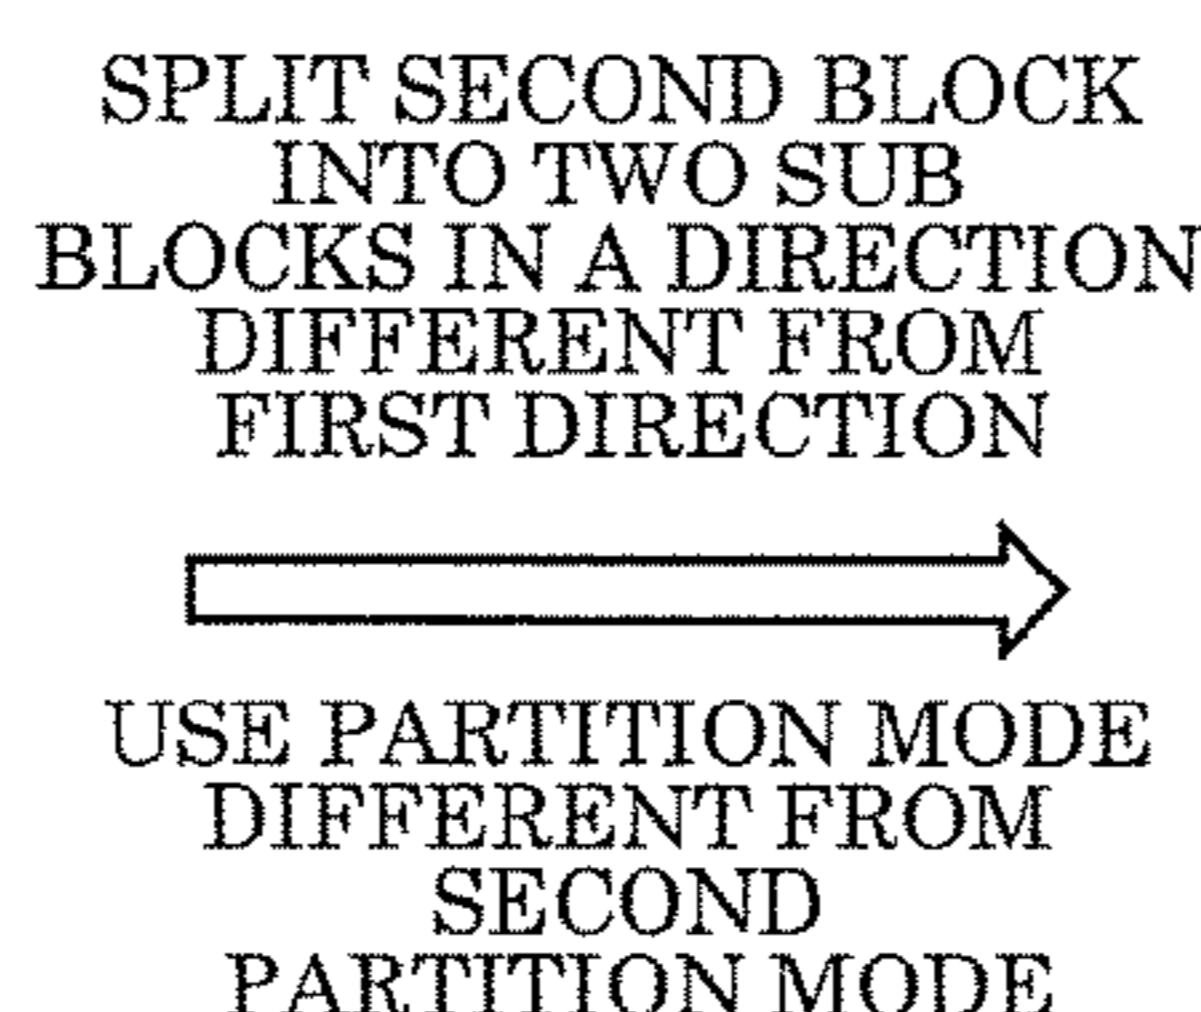 SPLIT SECOND BLOCK
INTO TWO SUB
BLOCKS IN A DIRECTION
DIFFERENT FROM
FIRST DIRECTION
USE PARTITION MODE
DIFFERENT FROM
SECOND
PARTITION MODE